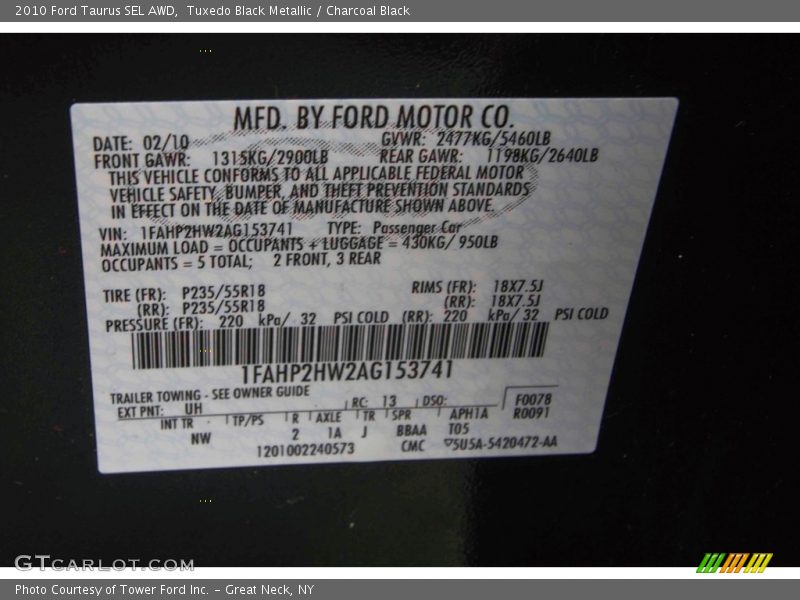 2010 Ford Taurus SEL AWD, Tuxedo Black Metallic / Charcoal Black
MFD. BY FORD MOTOR CO.
DATE: 02/10 GVWR: 2477KG/5460LB
FRONT GAWR: 1315KG/2900LB REAR GAWR: 1198KG/2640LB
THIS VEHICLE CONFORMS TO ALL APPLICABLE FEDERAL MOTOR
VEHICLE SAFETY, BUMPER, AND THEFT PREVENTION STANDARDS
IN EFFECT ON THE DATE OF MANUFACTURE SHOWN ABOVE.
VIN: 1FAHP2HW2AG153741 TYPE: Passenger Car
MAXIMUM LOAD = OCCUPANTS + LUGGAGE = 430KG/ 950LB
OCCUPANTS = 5 TOTAL; 2 FRONT, 3 REAR
TIRE (FR): P235/55R18 RIMS (FR): 18X7.5J
(RR): P235/55R18 (RR): 18X7.5J
PRESSURE (FR): 220 kPa/ 32 PSI COLD (RR): 220 kPa/ 32 PSI COLD
1FAHP2HW2AG153741
TRAILER TOWING - SEE OWNER GUIDE
EXT PNT: UH RC: 13 DSO: F0078
INT TR TP/PS R AXLE TR SPR APH1A R0091
NW 2 1A J BBAA T05
1201002240573 CMC ▽5U5A-5420472-AA
GTCARLOT.COM
Photo Courtesy of Tower Ford Inc. – Great Neck, NY